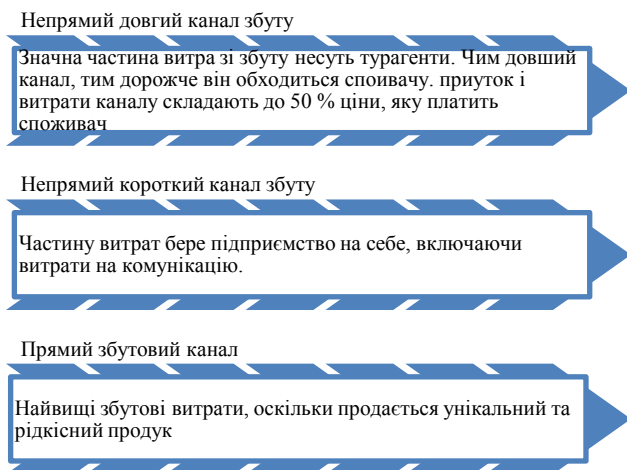 Непрямий довгий канал збуту
Значна частина витра зі збуту несуть турагенти. Чим довший
канал, тим дорожче він обходиться споивачу. приуток і
витрати каналу складають до 50 % ціни, яку платить
споживач
Непрямий короткий канал збуту
Частину витрат бере підприємство на себе, включаючи
витрати на комунікацію.
Прямий збутовий канал
Найвищі збутові витрати, оскільки продається унікальний та
рідкісний продукт